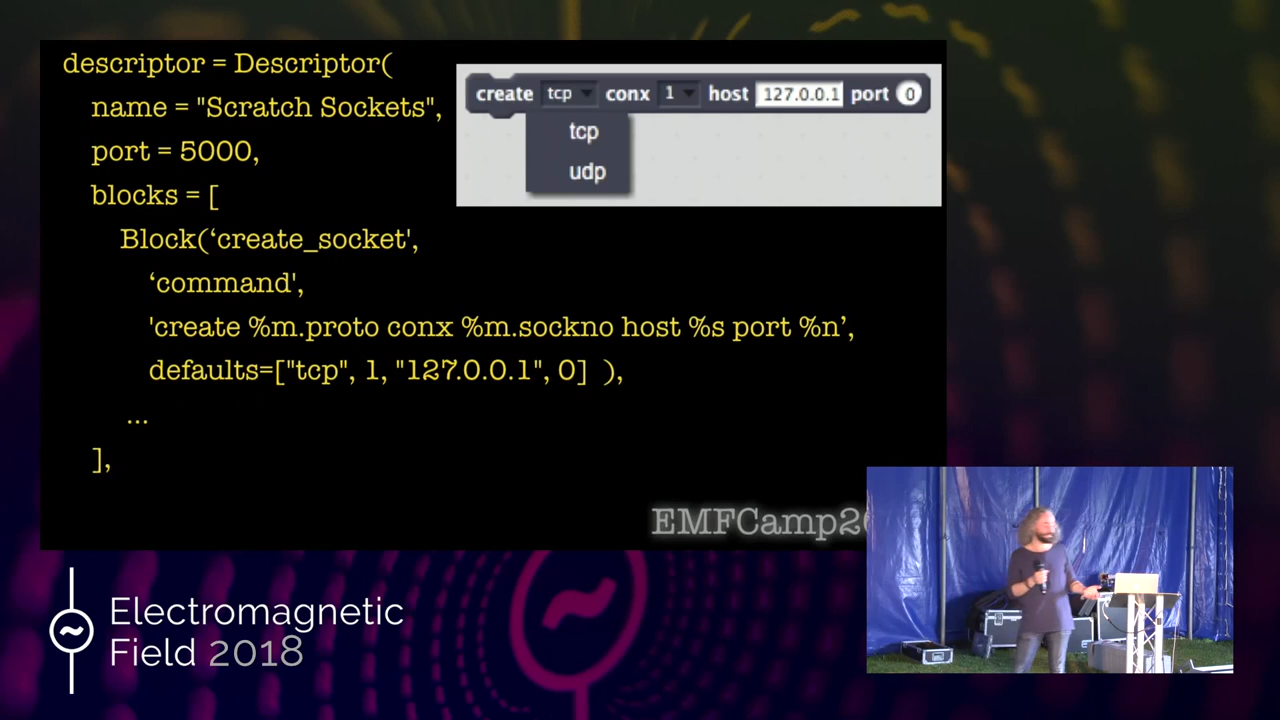 descriptor = Descriptor(
name = "Scratch Sockets",
port = 5000,
blocks = [
Block(‘create_socket',
‘command',
'create %m.proto conx %m.sockno host %s port %n’,
defaults=["tcp", 1, "127.0.0.1", 0] ),
...
],
create tcp conx 1 host 127.0.0.1 port 0
tcp
udp
EMFCamp20
Electromagnetic
Field 2018